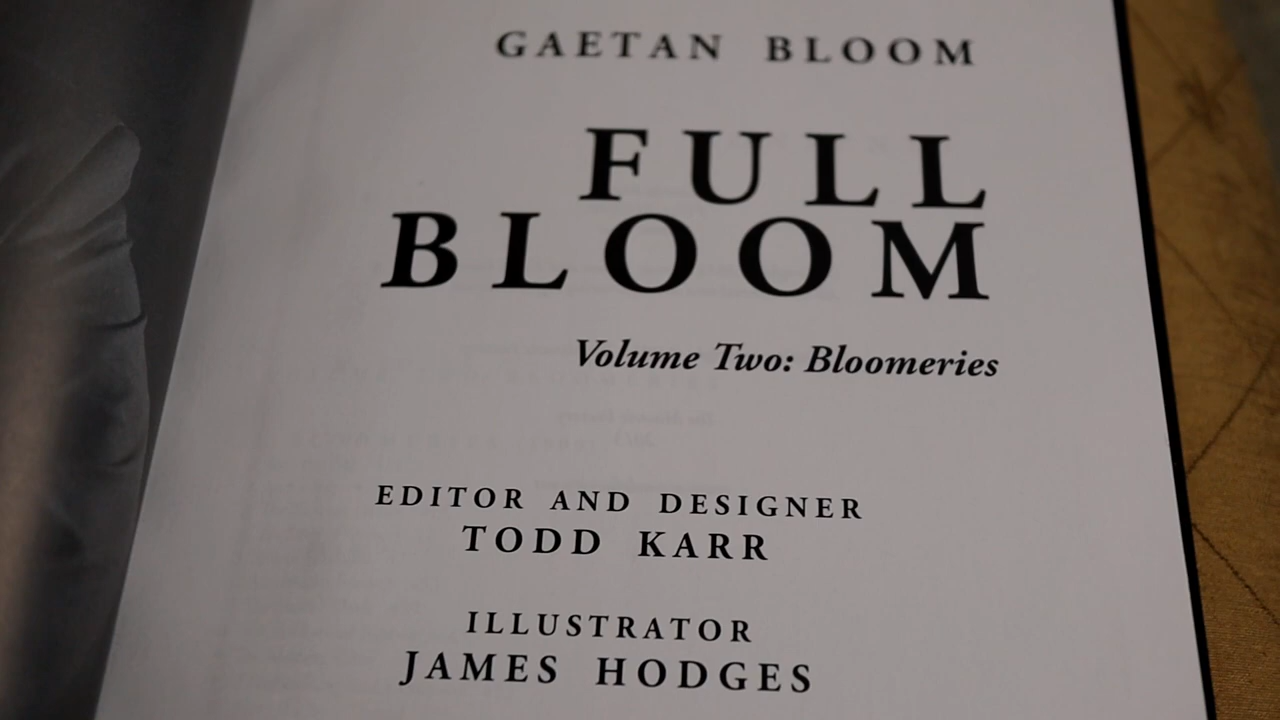 GAETAN BLOOM
FULL
BLOOM
Volume Two: Bloomeries
EDITOR AND DESIGNER
TODD KARR
ILLUSTRATOR
JAMES HODGES